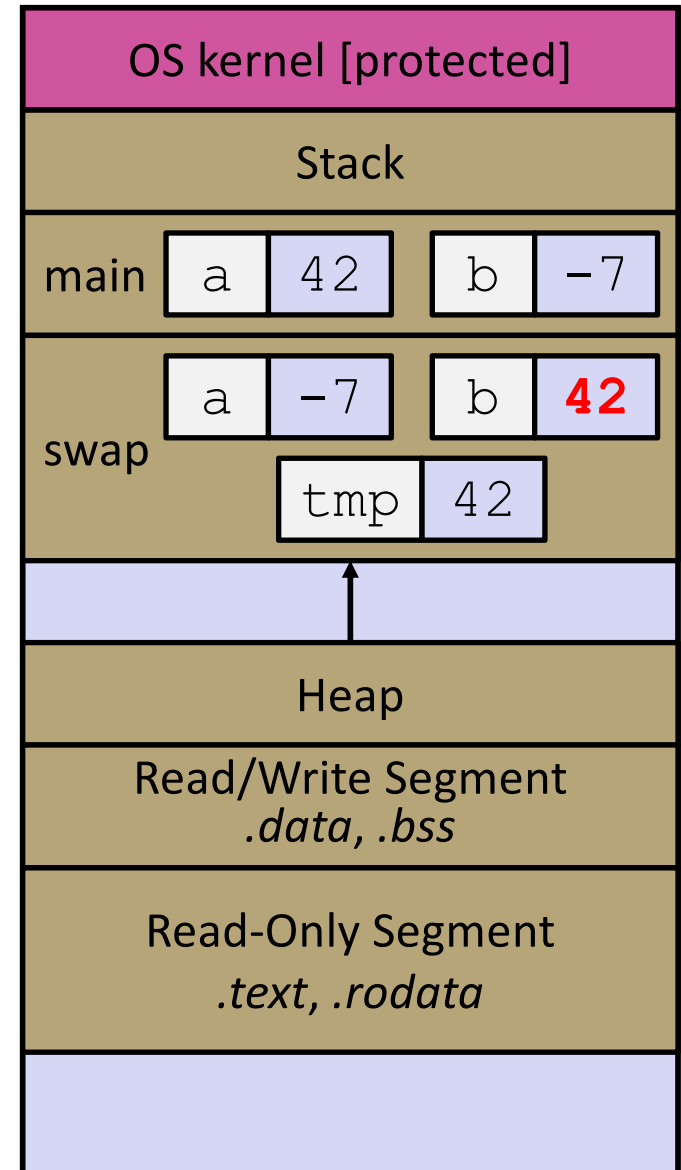 OS kernel [protected]
Stack
main a 42 b -7
swap
a -7 b 42
tmp 42
Heap
Read/Write Segment
.data, .bss
Read-Only Segment
.text, .rodata